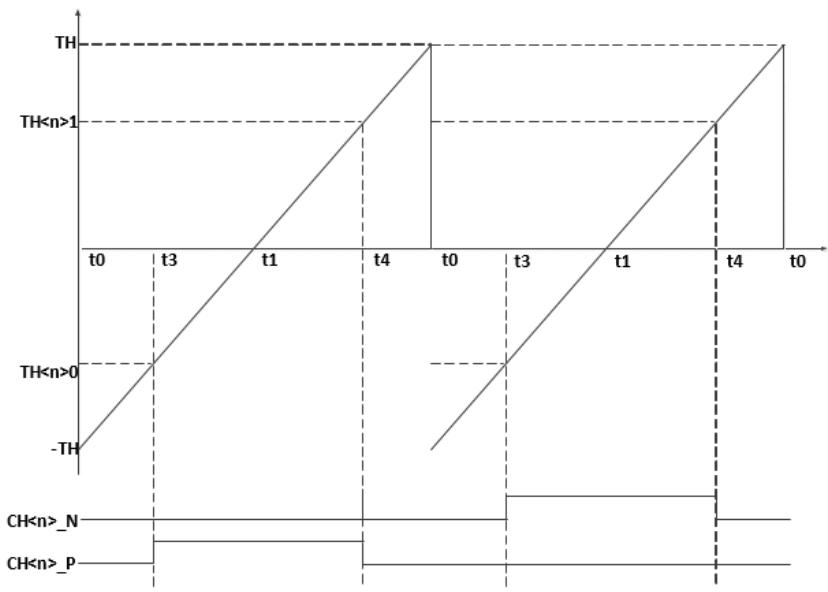 TH
TH<n>1
t0 t3 t1 t4 t0 t3 t1 t4 t0
TH<n>0
-TH
CH<n>_N
CH<n>_P